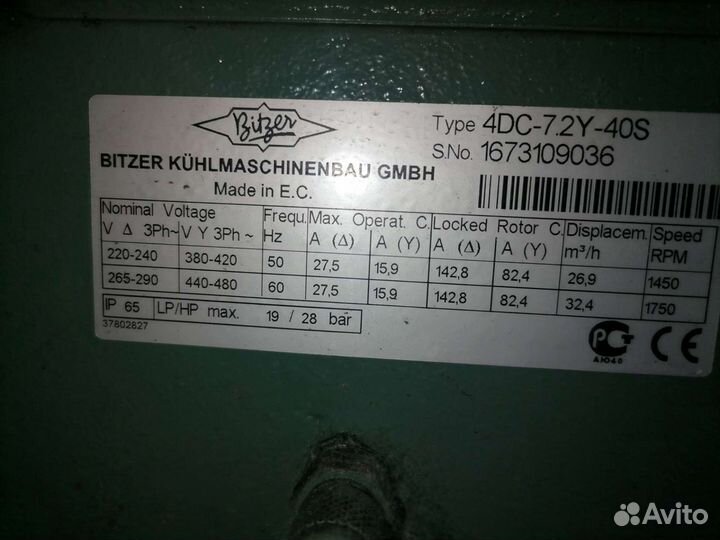 Bitzer
Type 4DC-7.2Y-40S
S.No. 1673109036
BITZER KÜHLMASCHINENBAU GMBH
Made in E.C.
Nominal Voltage Frequ. Max. Operat. C. Locked Rotor C. Displacem. Speed
V Δ 3Ph~ V Y 3Ph ~ Hz A (Δ) A (Y) A (Δ) A (Y) m³/h RPM
220-240 380-420 50 27,5 15,9 142,8 82,4 26,9 1450
265-290 440-480 60 27,5 15,9 142,8 82,4 32,4 1750
IP 65 LP/HP max. 19 / 28 bar
37802827
РСТ
АЮ40
CE
Avito